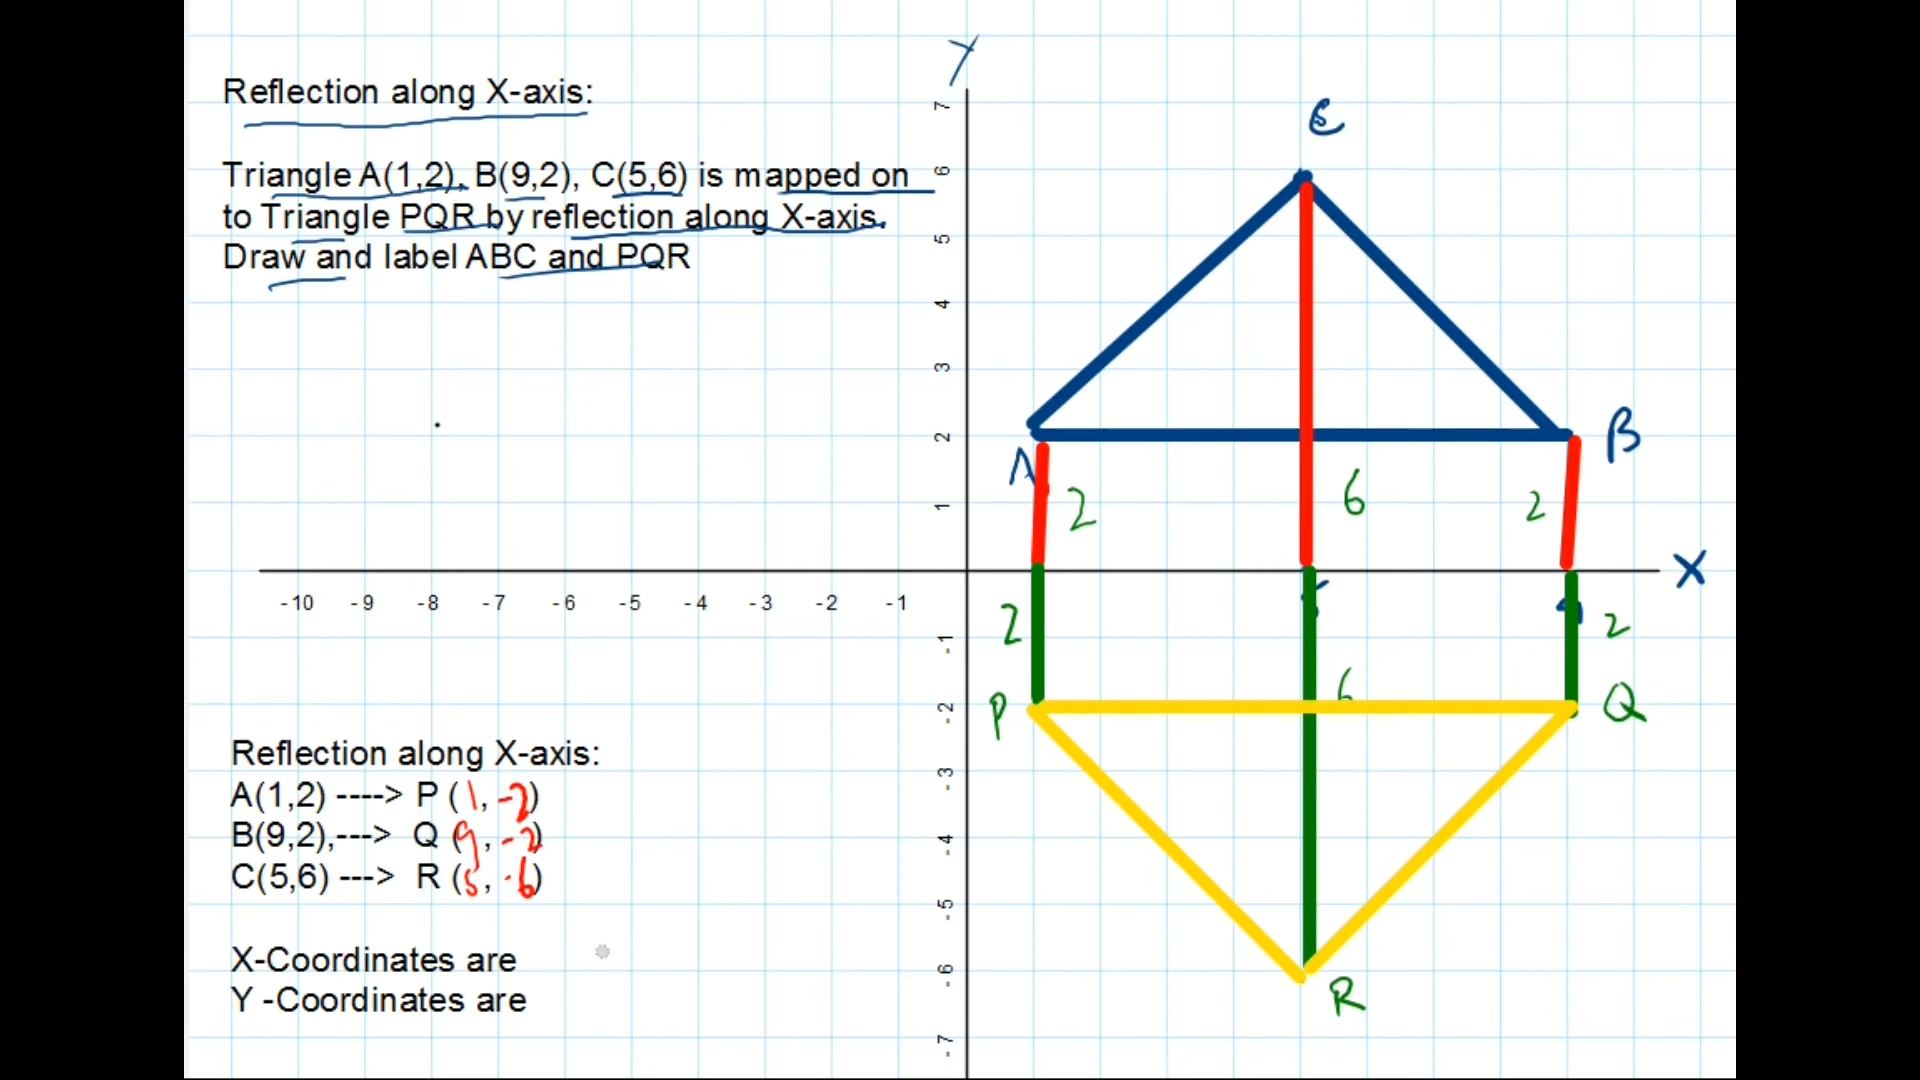 Reflection along X-axis:
Triangle A(1,2), B(9,2), C(5,6) is mapped on
to Triangle PQR by reflection along X-axis.
Draw and label ABC and PQR
Y
7
6
5
4
3
2
1
C
A
B
2
6
2
X
-10 -9 -8 -7 -6 -5 -4 -3 -2 -1
5
9
2
6
2
P
Q
R
-1
-2
-3
-4
-5
-6
-7
Reflection along X-axis:
A(1,2) ----> P (1, -2)
B(9,2),---> Q (9, -2)
C(5,6) ---> R (5, -6)
X-Coordinates are
Y -Coordinates are